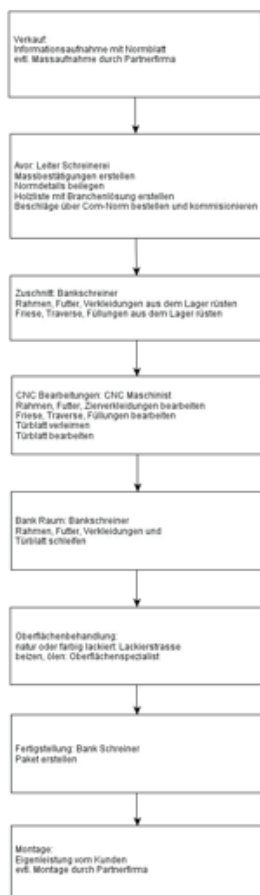 Verkauf:
Informationsaufnahme mit Normblatt
evtl. Massaufnahme durch Partnerfirma
Avor: Leiter Schreinerei
Massbestätigungen erstellen
Normdetails beilegen
Holzliste mit Branchenlösung erstellen
Beschläge über Com-Norm bestellen und kommisionieren
Zuschnitt: Bankschreiner
Rahmen, Futter, Verkleidungen aus dem Lager rüsten
Friese, Traverse, Füllungen aus dem Lager rüsten
CNC Bearbeitungen: CNC Maschinist
Rahmen, Futter, Zierverkleidungen bearbeiten
Friese, Traverse, Füllungen bearbeiten
Türblatt verleimen
Türblatt bearbeiten
Bank Raum: Bankschreiner
Rahmen, Futter, Verkleidungen und
Türblatt schleifen
Oberflächenbehandlung:
natur oder farbig lackiert: Lackierstrasse
beizen, ölen: Oberflächenspezialist
Fertigstellung: Bank Schreiner
Paket erstellen
Montage:
Eigenleistung vom Kunden
evtl. Montage durch Partnerfirma